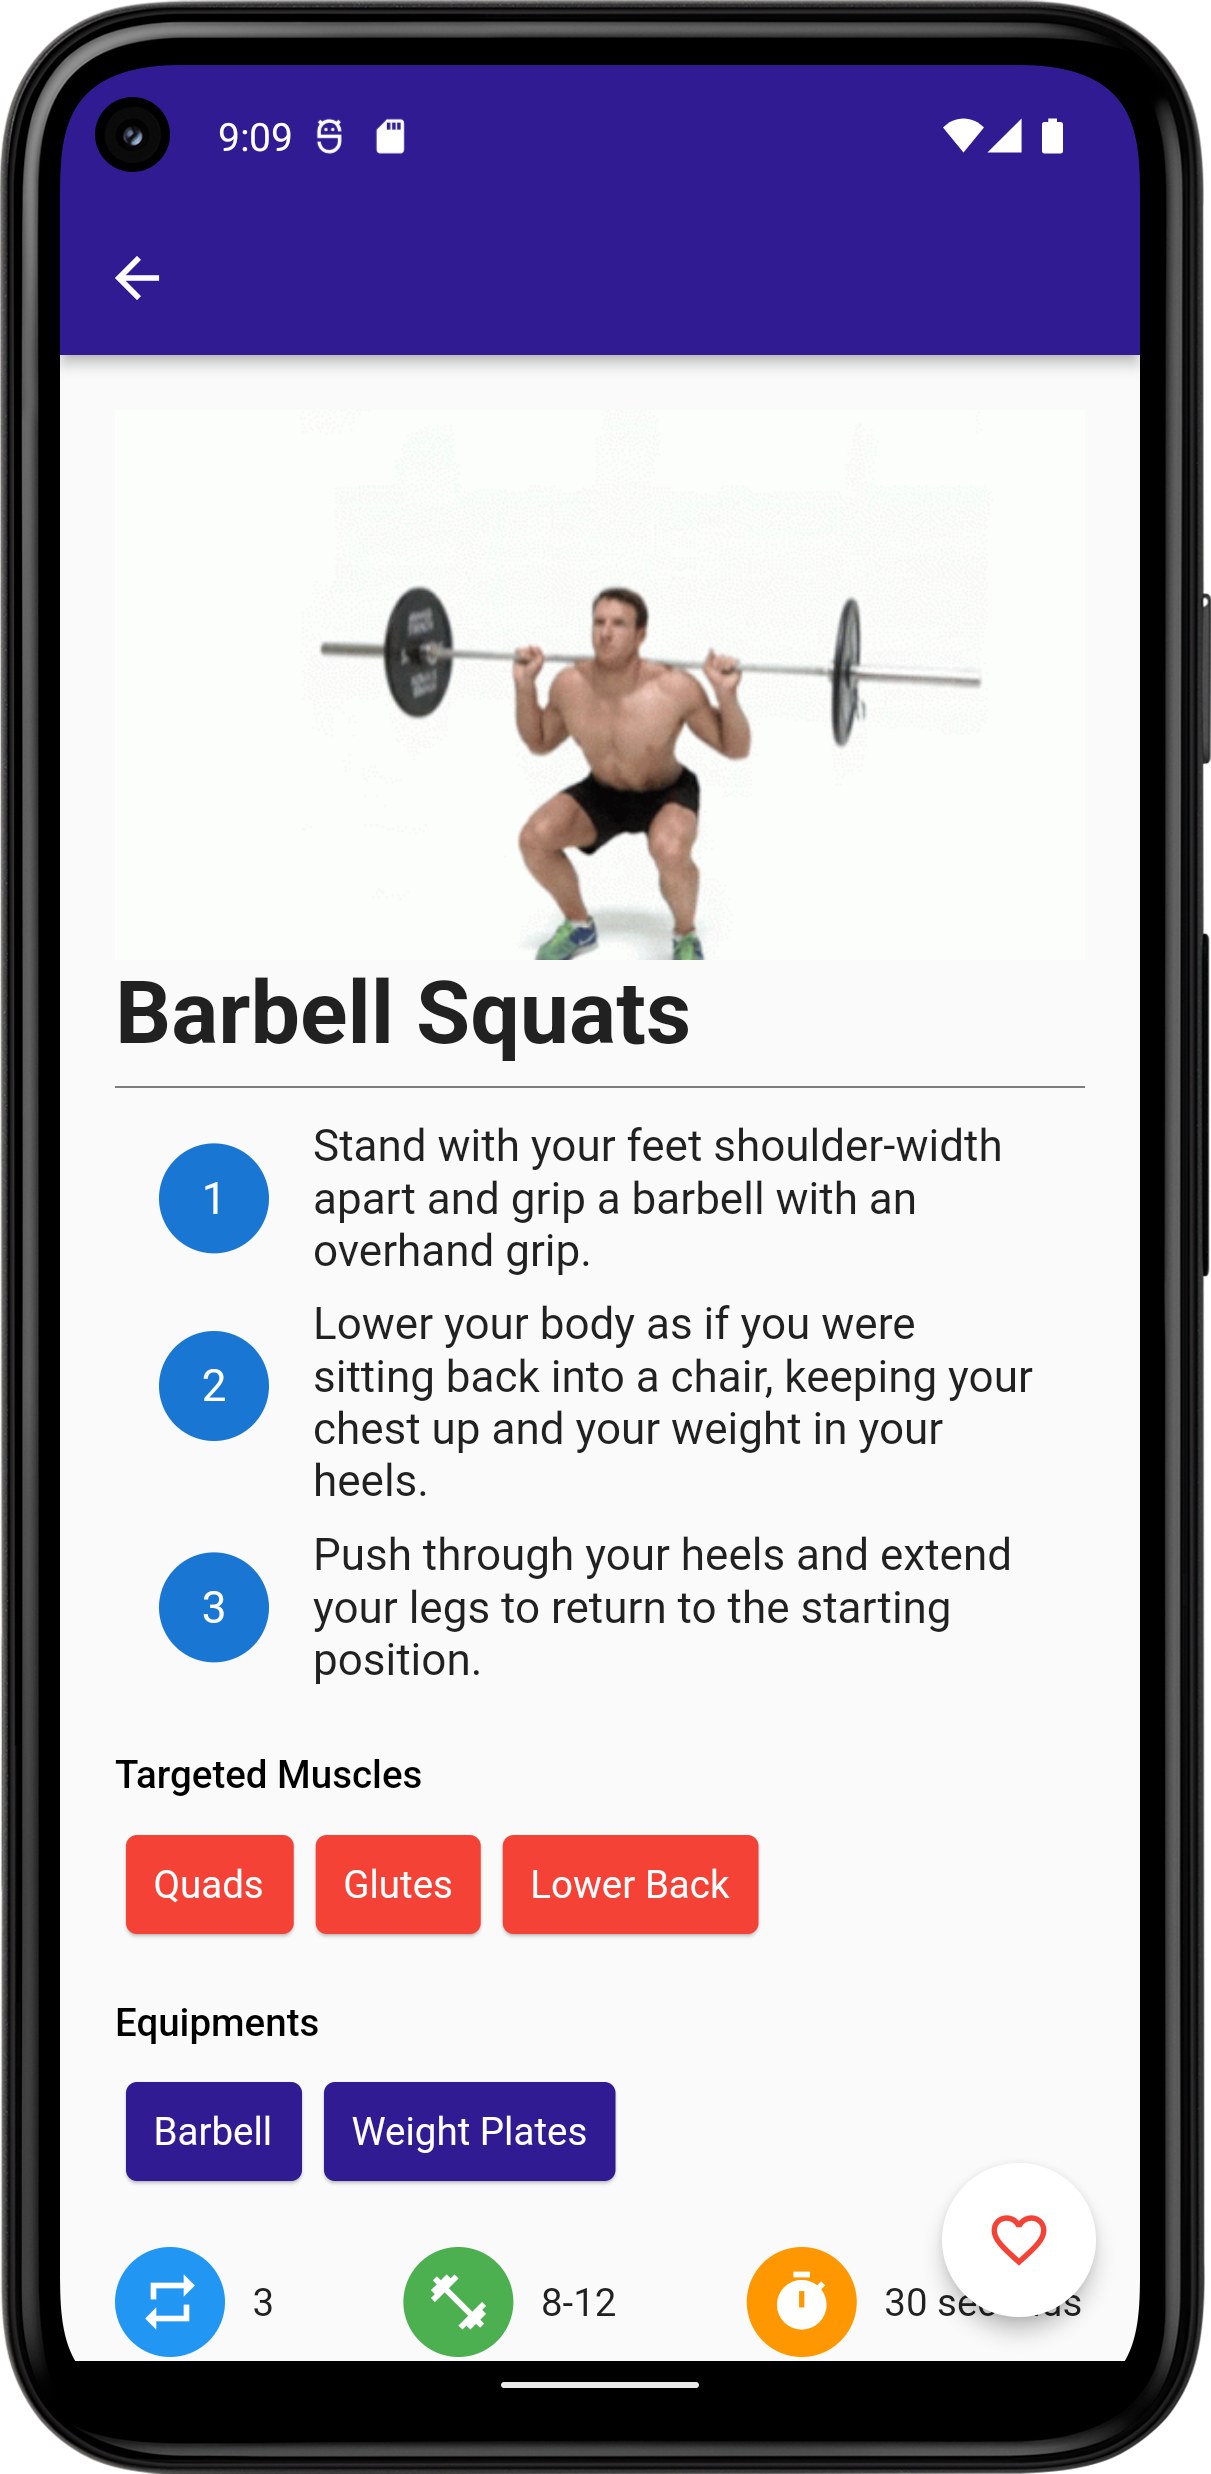 9:09
Barbell Squats
1
Stand with your feet shoulder-width
apart and grip a barbell with an
overhand grip.
2
Lower your body as if you were
sitting back into a chair, keeping your
chest up and your weight in your
heels.
3
Push through your heels and extend
your legs to return to the starting
position.
Targeted Muscles
Quads Glutes Lower Back
Equipments
Barbell Weight Plates
3 8-12 30